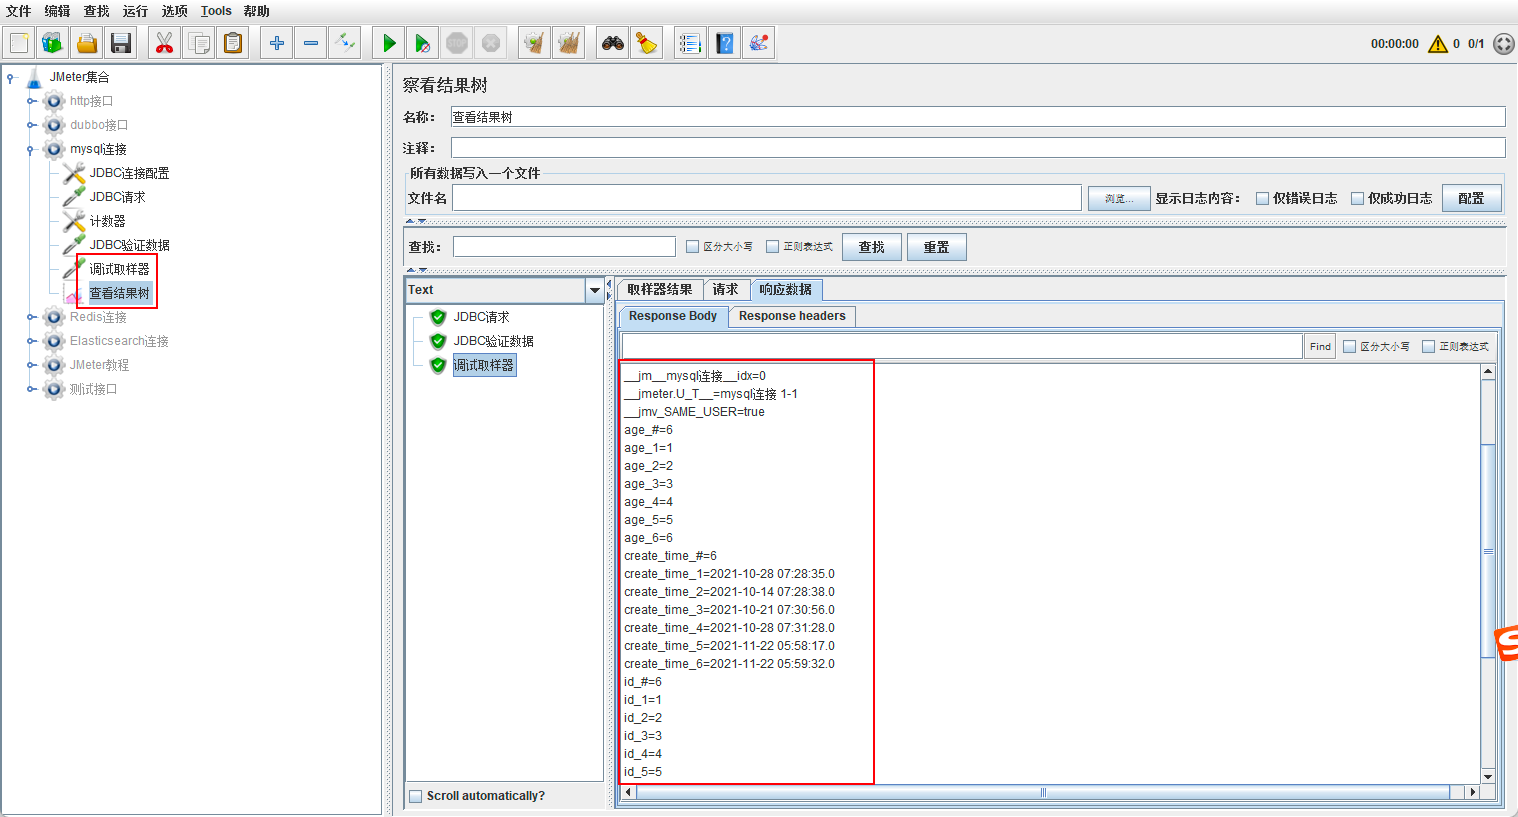 文件 编辑 查找 运行 选项 Tools 帮助
STOP
00:00:00 0 0/1
JMeter集合
http接口
dubbo接口
mysql连接
JDBC连接配置
JDBC请求
计数器
JDBC验证数据
调试取样器
查看结果树
Redis连接
Elasticsearch连接
JMeter教程
测试接口
察看结果树
名称： 查看结果树
注释：
所有数据写入一个文件
文件名 浏览... 显示日志内容： 仅错误日志 仅成功日志 配置
查找： 区分大小写 正则表达式 查找 重置
Text
JDBC请求
JDBC验证数据
调试取样器
Scroll automatically?
取样器结果 请求 响应数据
Response Body Response headers
Find 区分大小写 正则表达式
__jm__mysql连接__idx=0
__jmeter.U_T__=mysql连接 1-1
__jmv_SAME_USER=true
age_#=6
age_1=1
age_2=2
age_3=3
age_4=4
age_5=5
age_6=6
create_time_#=6
create_time_1=2021-10-28 07:28:35.0
create_time_2=2021-10-14 07:28:38.0
create_time_3=2021-10-21 07:30:56.0
create_time_4=2021-10-28 07:31:28.0
create_time_5=2021-11-22 05:58:17.0
create_time_6=2021-11-22 05:59:32.0
id_#=6
id_1=1
id_2=2
id_3=3
id_4=4
id_5=5